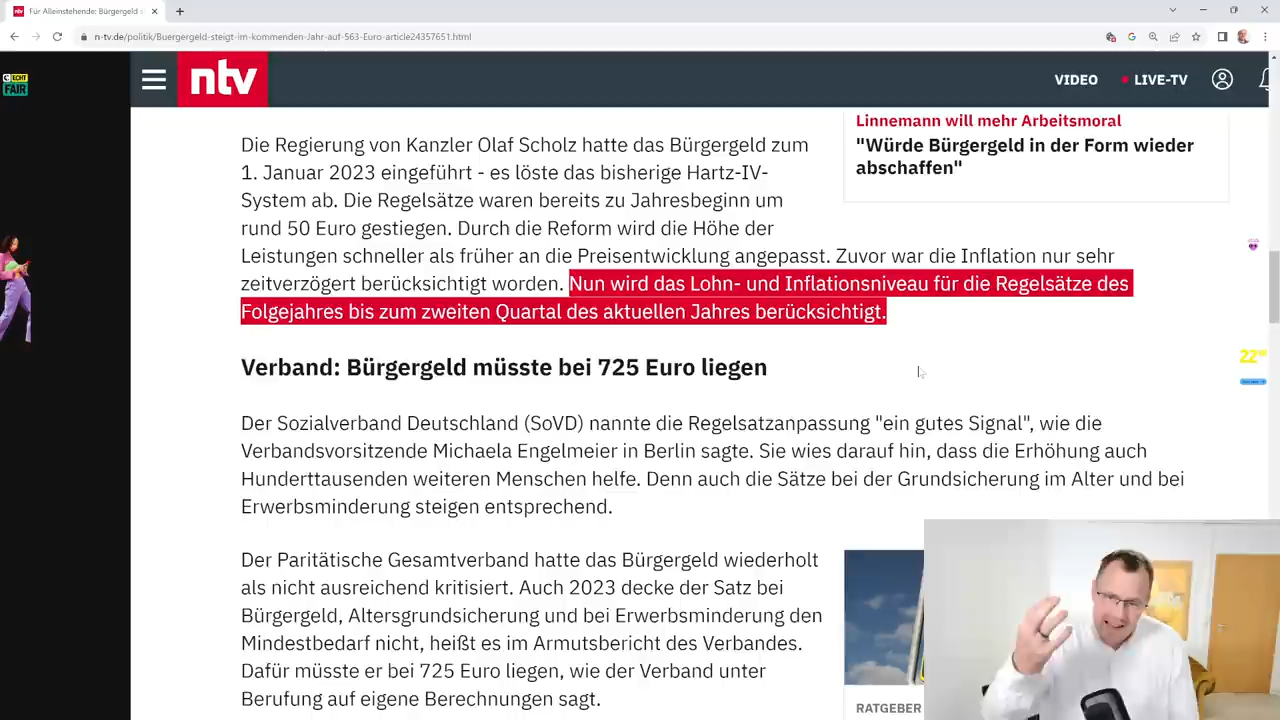 Für Alleinstehende: Bürgergeld s
n-tv.de/politik/Buergergeld-steigt-im-kommenden-Jahr-auf-563-Euro-article24357651.html
ECHT
FAIR
ntv
VIDEO
LIVE-TV
Linnemann will mehr Arbeitsmoral
"Würde Bürgergeld in der Form wieder
abschaffen"
Die Regierung von Kanzler Olaf Scholz hatte das Bürgergeld zum
1. Januar 2023 eingeführt - es löste das bisherige Hartz-IV-
System ab. Die Regelsätze waren bereits zu Jahresbeginn um
rund 50 Euro gestiegen. Durch die Reform wird die Höhe der
Leistungen schneller als früher an die Preisentwicklung angepasst. Zuvor war die Inflation nur sehr
zeitverzögert berücksichtigt worden. Nun wird das Lohn- und Inflationsniveau für die Regelsätze des
Folgejahres bis zum zweiten Quartal des aktuellen Jahres berücksichtigt.
Verband: Bürgergeld müsste bei 725 Euro liegen
22
Der Sozialverband Deutschland (SoVD) nannte die Regelsatzanpassung "ein gutes Signal", wie die
Verbandsvorsitzende Michaela Engelmeier in Berlin sagte. Sie wies darauf hin, dass die Erhöhung auch
Hunderttausenden weiteren Menschen helfe. Denn auch die Sätze bei der Grundsicherung im Alter und bei
Erwerbsminderung steigen entsprechend.
Der Paritätische Gesamtverband hatte das Bürgergeld wiederholt
als nicht ausreichend kritisiert. Auch 2023 decke der Satz bei
Bürgergeld, Altersgrundsicherung und bei Erwerbsminderung den
Mindestbedarf nicht, heißt es im Armutsbericht des Verbandes.
Dafür müsste er bei 725 Euro liegen, wie der Verband unter
Berufung auf eigene Berechnungen sagt.
RATGEBER